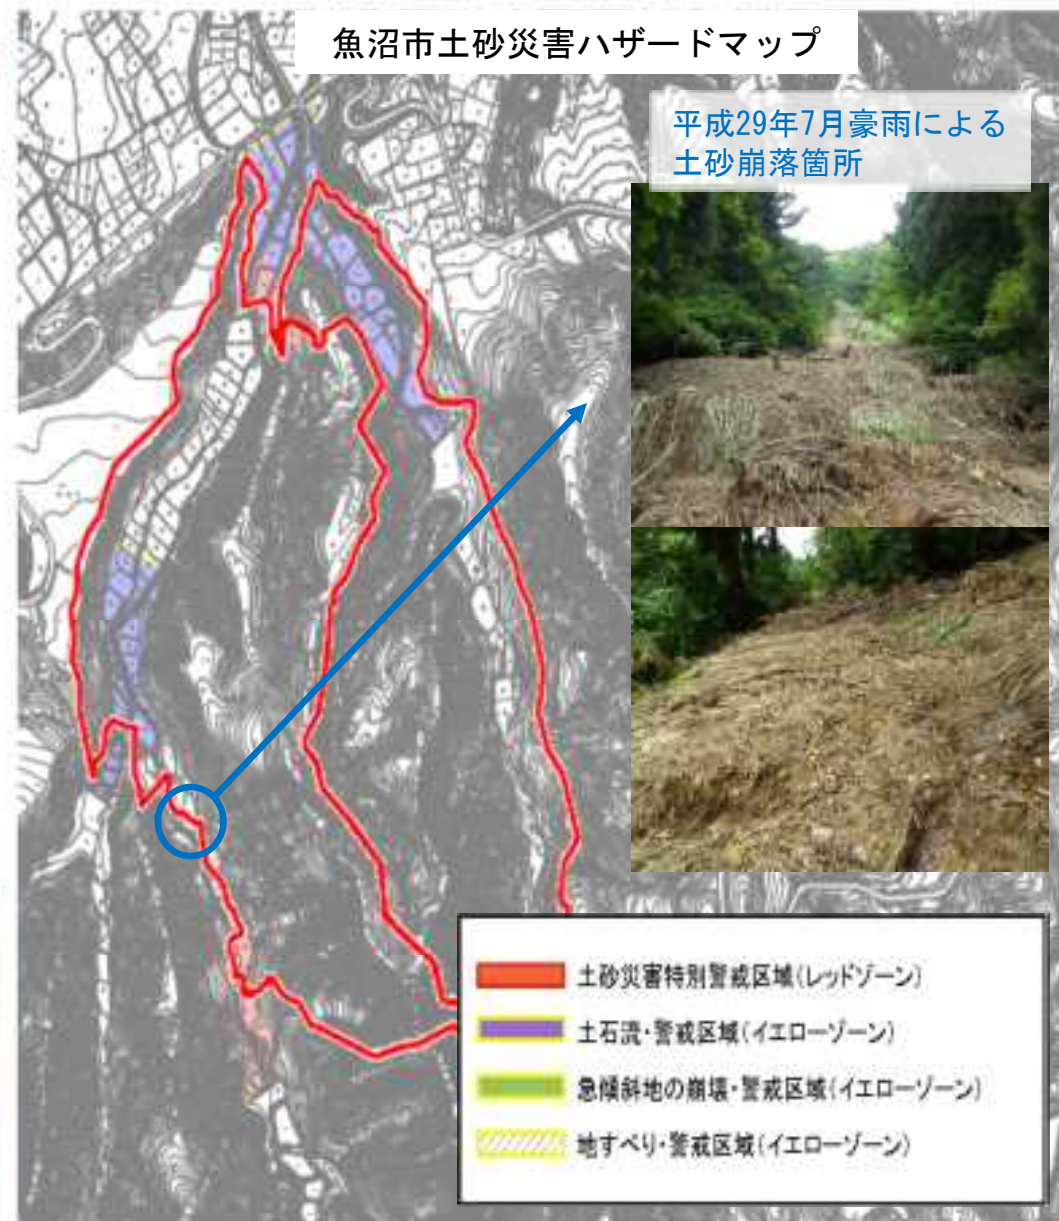 魚沼市土砂災害ハザードマップ
平成29年7月豪雨による
土砂崩落箇所
土砂災害特別警戒区域(レッドゾーン)
土石流・警戒区域(イエローゾーン)
急傾斜地の崩壊・警戒区域(イエローゾーン)
地すべり・警戒区域(イエローゾーン)